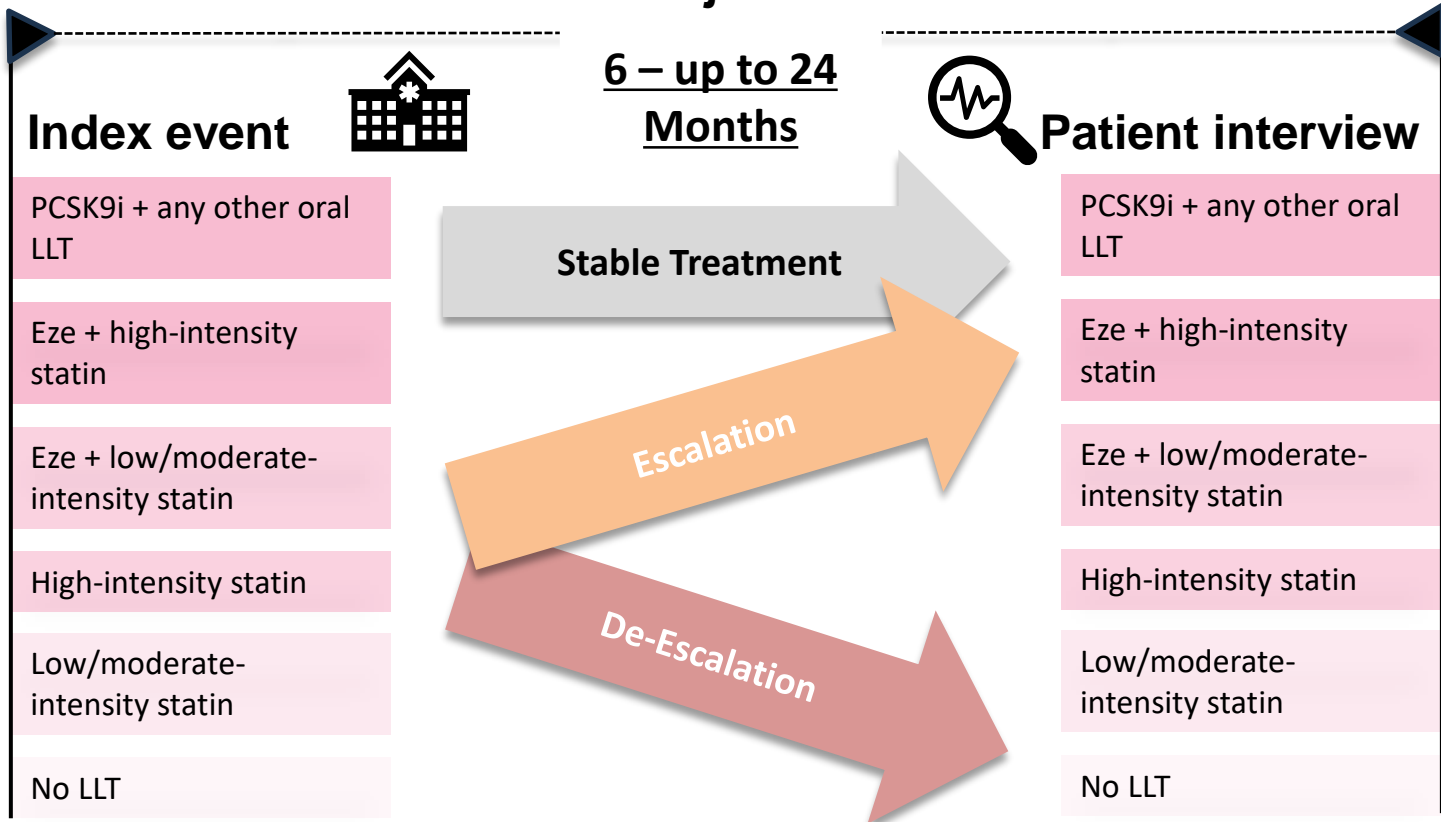 6 – up to 24
Months
Index event
Patient interview
PCSK9i + any other oral
LLT
Eze + high-intensity
statin
Eze + low/moderate-
intensity statin
High-intensity statin
Low/moderate-
intensity statin
No LLT
Stable Treatment
Escalation
De-Escalation
PCSK9i + any other oral
LLT
Eze + high-intensity
statin
Eze + low/moderate-
intensity statin
High-intensity statin
Low/moderate-
intensity statin
No LLT